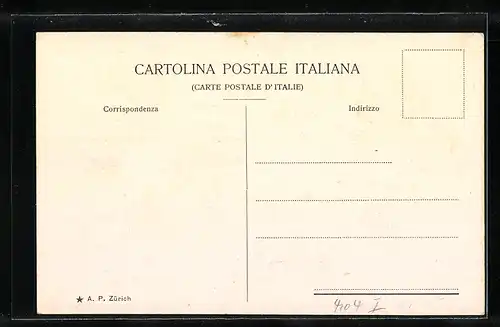 CARTOLINA POSTALE ITALIANA
(CARTE POSTALE D'ITALIE)
Corrispondenza
Indirizzo
★ A. P. Zürich